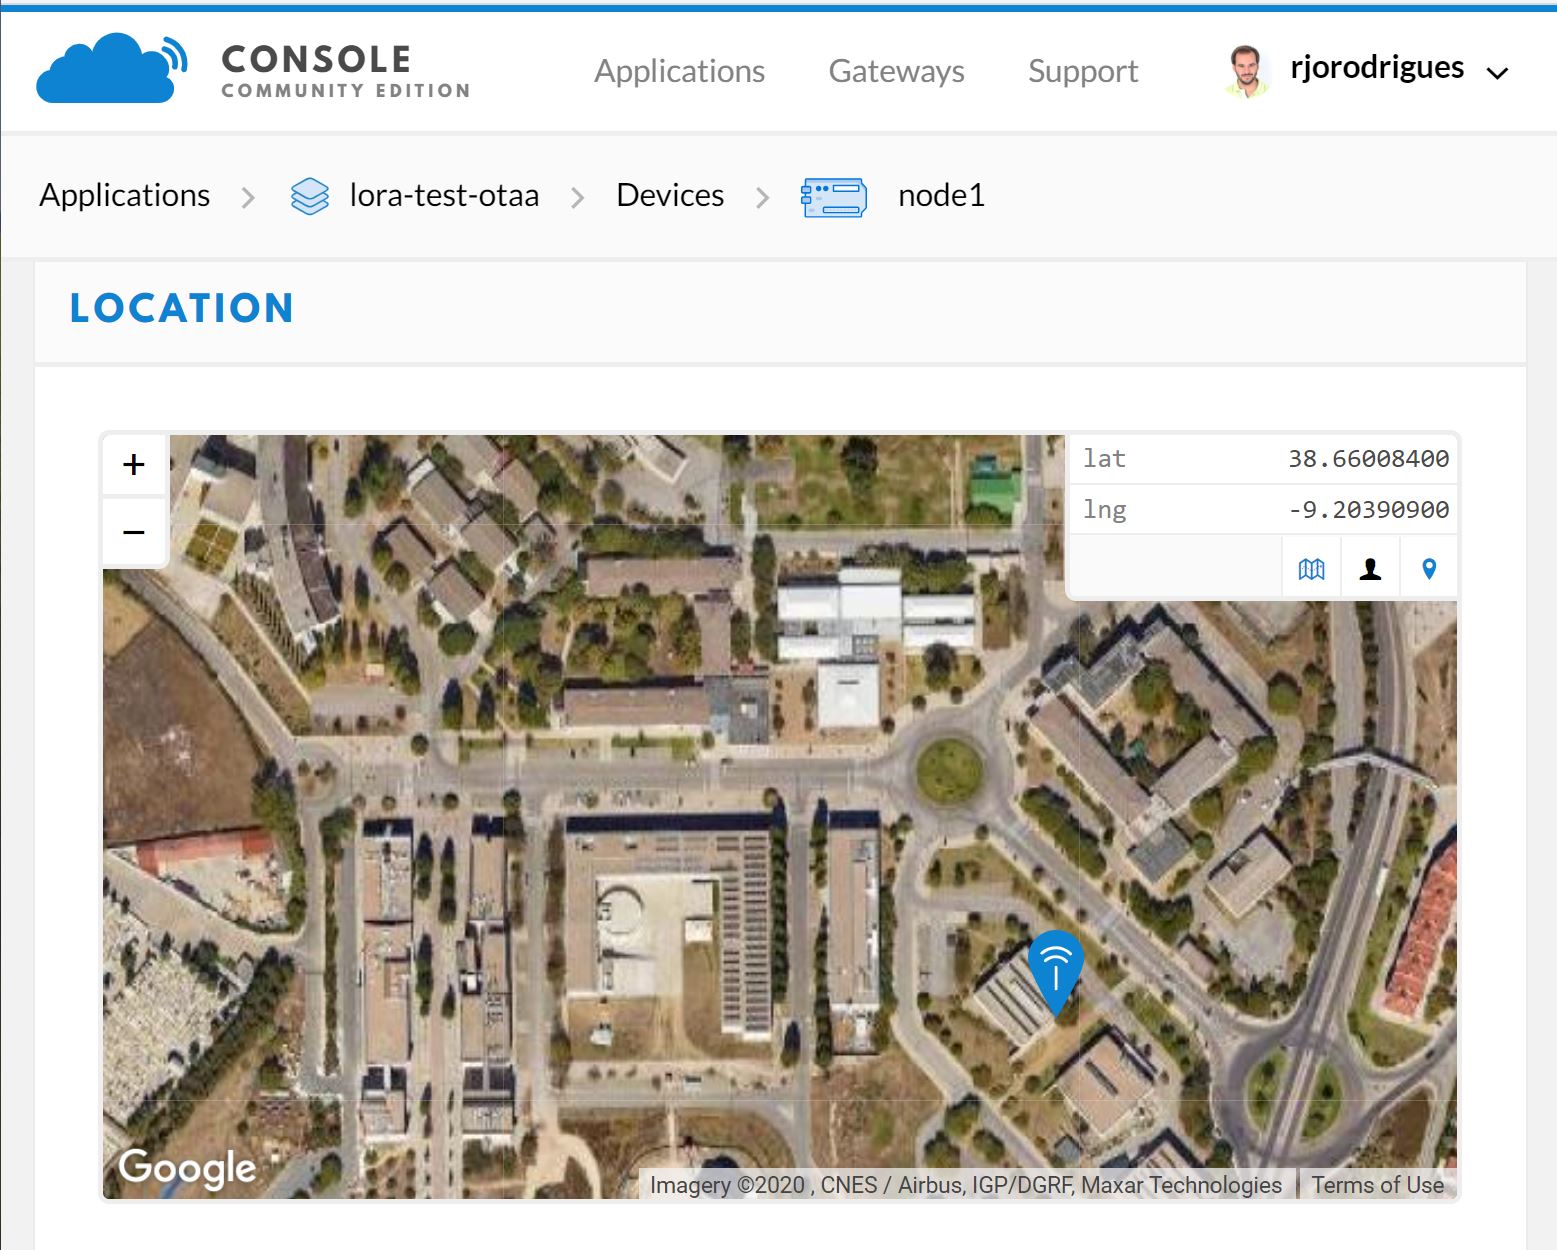 CONSOLE
COMMUNITY EDITION
Applications Gateways Support rjorodrigues
Applications lora-test-otaa Devices node1
LOCATION
+
−
lat 38.66008400
lng -9.20390900
Google
Imagery ©2020 , CNES / Airbus, IGP/DGRF, Maxar Technologies Terms of Use